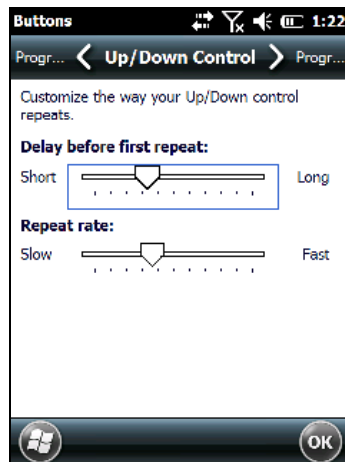 Buttons 1:22
Progr... Up/Down Control Progr...
Customize the way your Up/Down control
repeats.
Delay before first repeat:
Short Long
Repeat rate:
Slow Fast
OK